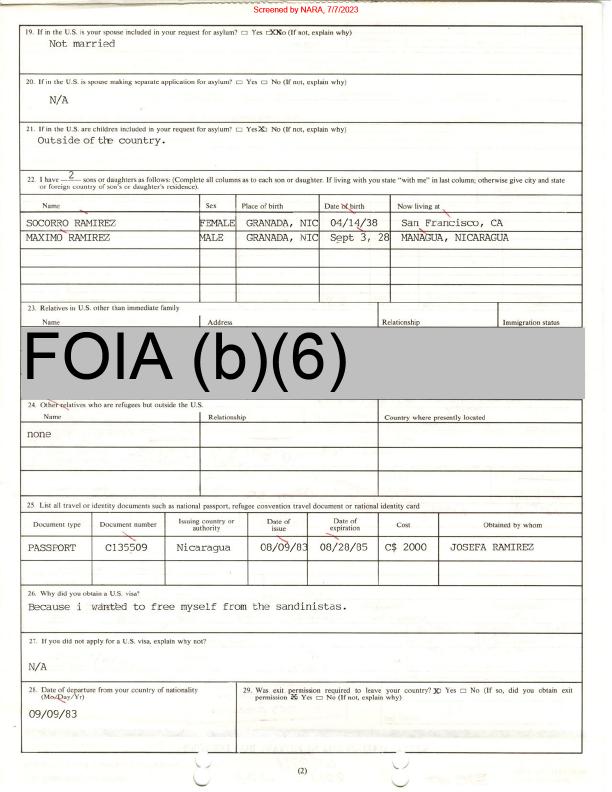 Screened by NARA, 7/7/2023
19. If in the U.S. is your spouse included in your request for asylum? □ Yes □XXNo (If not, explain why)
Not married
20. If in the U.S. is spouse making separate application for asylum? □ Yes □ No (If not, explain why)
N/A
21. If in the U.S. are children included in your request for asylum? □ Yes ☒ No (If not, explain why)
Outside of the country.
22. I have 2 sons or daughters as follows: (Complete all columns as to each son or daughter. If living with you state "with me" in last column; otherwise give city and state
or foreign country of son's or daughter's residence).
Name Sex Place of birth Date of birth Now living at
SOCORRO RAMIREZ FEMALE GRANADA, NIC 04/14/38 San Francisco, CA
MAXIMO RAMIREZ MALE GRANADA, NIC Sept 3, 28 MANAGUA, NICARAGUA
23. Relatives in U.S. other than immediate family
Name Address Relationship Immigration status
FOIA (b)(6)
24. Other relatives who are refugees but outside the U.S.
Name Relationship Country where presently located
none
25 List all travel or identity documents such as national passport, refugee convention travel document or national identity card
Document type Document number Issuing country or authority Date of issue Date of expiration Cost Obtained by whom
PASSPORT C135509 Nicaragua 08/09/83 08/28/85 C$ 2000 JOSEFA RAMIREZ
26. Why did you obtain a U.S. visa?
Because i wanted to free myself from the sandinistas.
27. If you did not apply for a U.S. visa, explain why not?
N/A
28. Date of departure from your country of nationality
(Mo/Day/Yr)
09/09/83
29. Was exit permission required to leave your country? ☒ Yes □ No (If so, did you obtain exit
permission ☒ Yes □ No (If not, explain why)
(2)